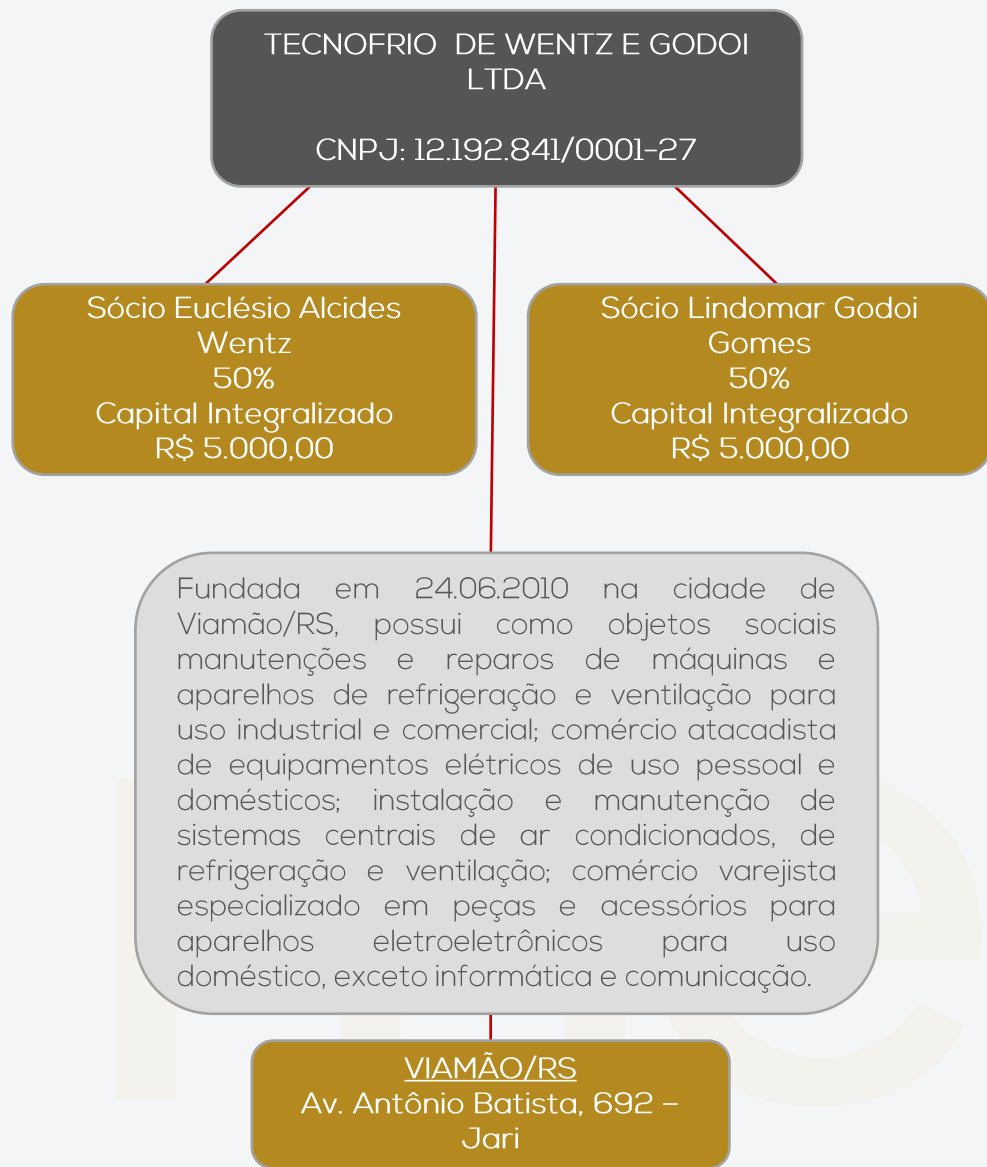 TECNOFRIO DE WENTZ E GODOI
LTDA
CNPJ: 12.192.841/0001-27
Sócio Euclésio Alcides
Wentz
50%
Capital Integralizado
R$ 5.000,00
Sócio Lindomar Godoi
Gomes
50%
Capital Integralizado
R$ 5.000,00
Fundada em 24.06.2010 na cidade de
Viamão/RS, possui como objetos sociais
manutenções e reparos de máquinas e
aparelhos de refrigeração e ventilação para
uso industrial e comercial; comércio atacadista
de equipamentos elétricos de uso pessoal e
domésticos; instalação e manutenção de
sistemas centrais de ar condicionados, de
refrigeração e ventilação; comércio varejista
especializado em peças e acessórios para
aparelhos eletroeletrônicos para uso
doméstico, exceto informática e comunicação.
VIAMÃO/RS
Av. Antônio Batista, 692 –
Jari